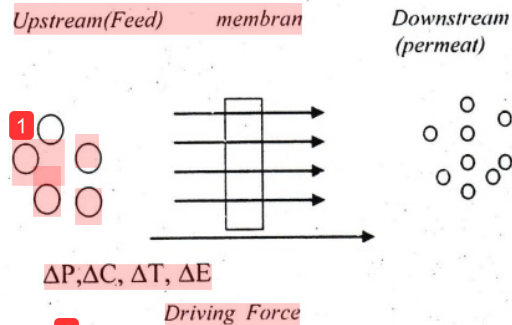 Upstream(Feed) membran Downstream
(permeat)
1
ΔP,ΔC, ΔT, ΔE
Driving Force